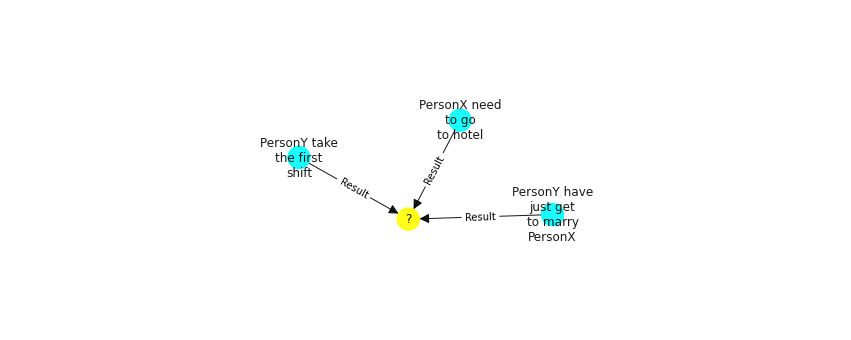 PersonX need
to go
to hotel
PersonY take
the first
shift
Result
Result
PersonY have
just get
to marry
PersonX
Result
?